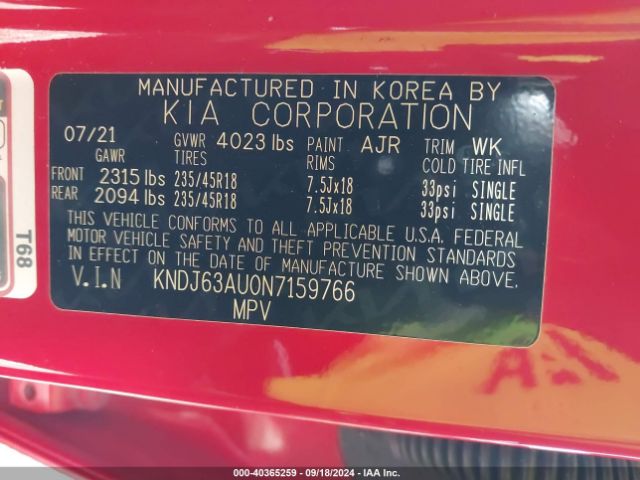 MANUFACTURED IN KOREA BY
KIA CORPORATION
07/21 GVWR 4023 lbs PAINT AJR TRIM WK
GAWR TIRES RIMS COLD TIRE INFL
FRONT 2315 lbs 235/45R18 7.5Jx18 33psi SINGLE
REAR 2094 lbs 235/45R18 7.5Jx18 33psi SINGLE
THIS VEHICLE CONFORMS TO ALL APPLICABLE U.S.A. FEDERAL
MOTOR VEHICLE SAFETY AND THEFT PREVENTION STANDARDS
IN EFFECT ON THE DATE OF MANUFACTURE SHOWN ABOVE.
V.I.N KNDJ63AU0N7159766
MPV
T68
000-40365259 - 09/18/2024 - IAA Inc.